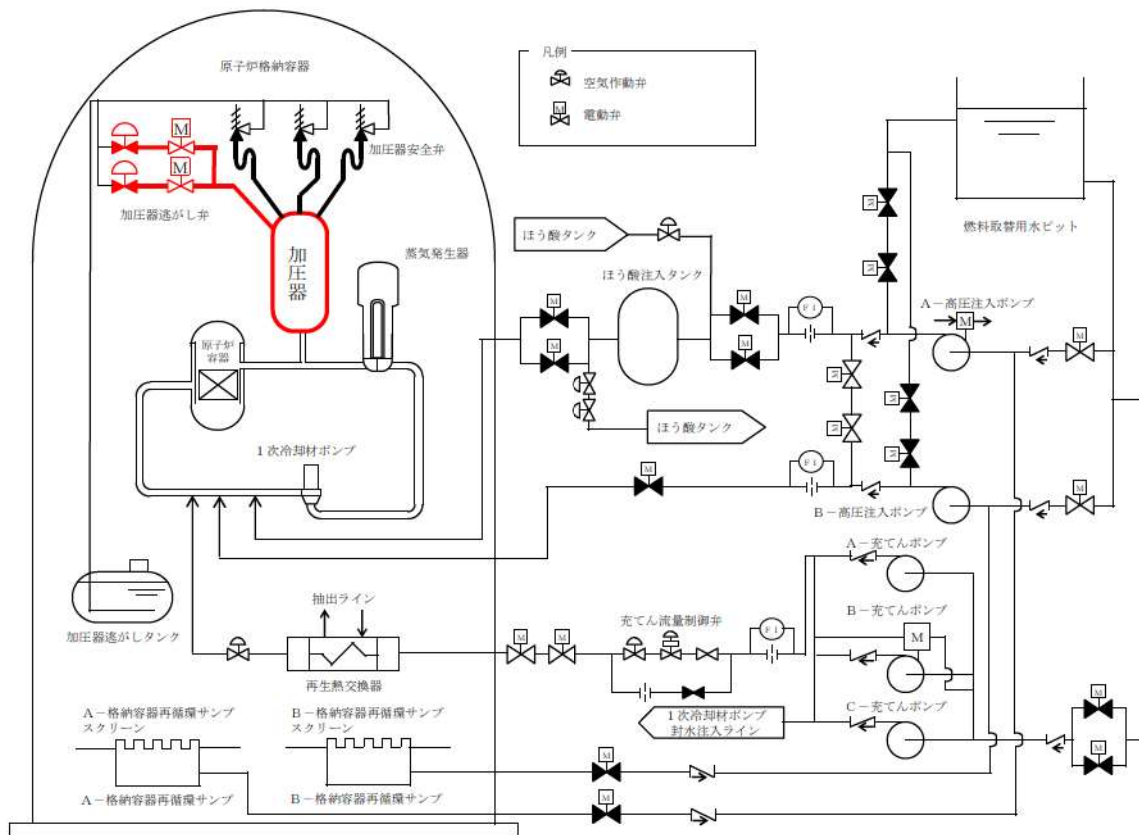 原子炉格納容器
凡例
空気作動弁
M
電動弁
M
M
加圧器安全弁
加圧器逃がし弁
加圧器
蒸気発生器
原子炉容器
1次冷却材ポンプ
加圧器逃がしタンク
ほう酸タンク
ほう酸注入タンク
M
M
M
M
FI
ほう酸タンク
M
M
燃料取替用水ピット
A-高圧注入ポンプ
M
M
M
M
M
M
M
FI
B-高圧注入ポンプ
M
A-充てんポンプ
B-充てんポンプ
M
C-充てんポンプ
抽出ライン
再生熱交換器
M
M
充てん流量制御弁
FI
1次冷却材ポンプ
封水注入ライン
M
M
A-格納容器再循環サンプ
スクリーン
B-格納容器再循環サンプ
スクリーン
M
M
A-格納容器再循環サンプ
B-格納容器再循環サンプ